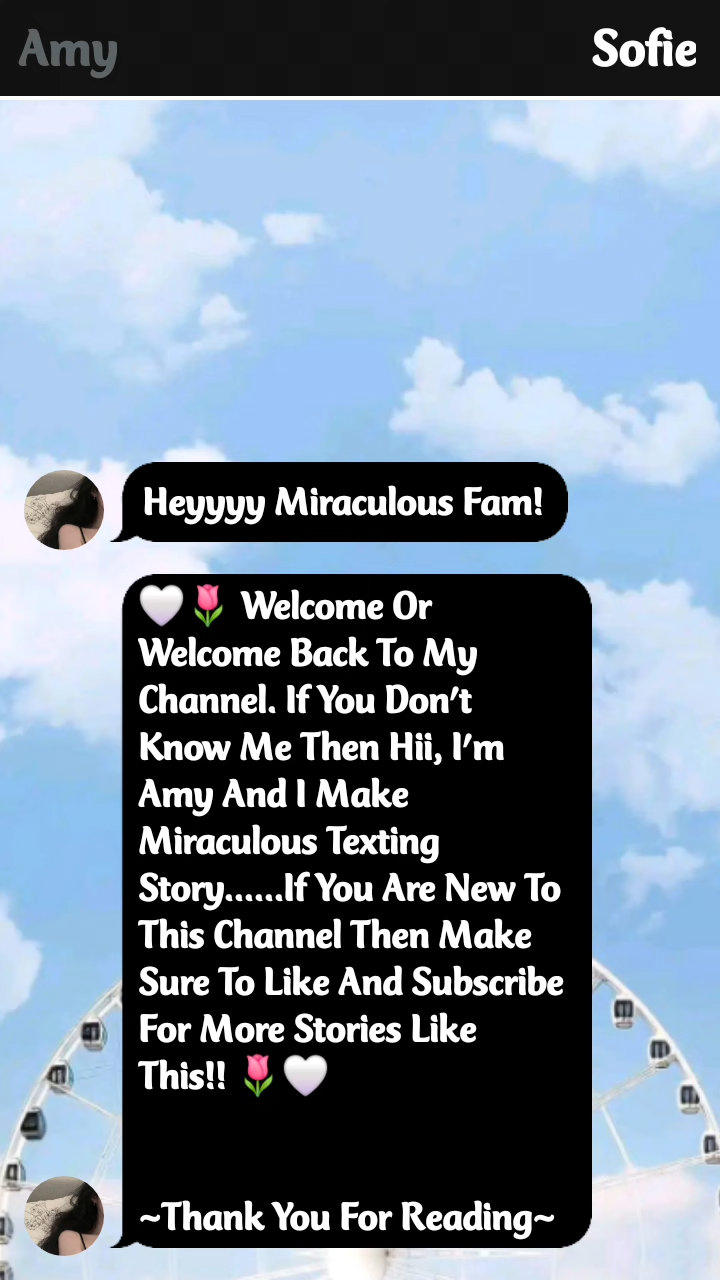 Amy
Sofie
Heyyyy Miraculous Fam!
🤍🌷 Welcome Or
Welcome Back To My
Channel. If You Don't
Know Me Then Hii, I'm
Amy And I Make
Miraculous Texting
Story......If You Are New To
This Channel Then Make
Sure To Like And Subscribe
For More Stories Like
This!! 🌷🤍
~Thank You For Reading~